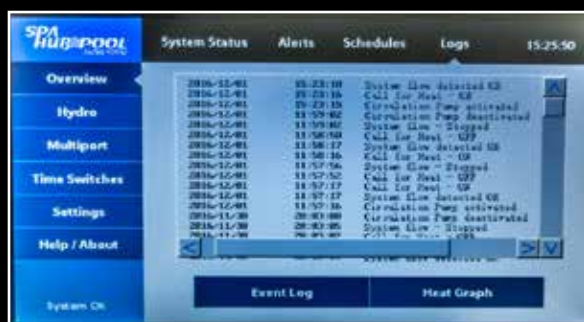 SPA
HUB POOL
System Status Alerts Schedules Logs 15:25:50
Overview
Hydro
Multiport
Time Switches
Settings
Help / About
System OK
2016/12/01 15:23:18 System flow detected OK
2016/12/01 15:23:16 Call for Heat - ON
2016/12/01 15:23:15 Circulation Pump activated
2016/12/01 11:59:02 Circulation Pump deactivated
2016/12/01 11:59:02 System flow - Stopped
2016/12/01 11:58:50 Call for Heat - OFF
2016/12/01 11:58:17 System flow detected OK
2016/12/01 11:58:16 Call for Heat - ON
2016/12/01 11:57:56 System flow - Stopped
2016/12/01 11:57:52 Call for Heat - OFF
2016/12/01 11:57:17 Call for Heat - ON
2016/12/01 11:57:17 System flow detected OK
2016/12/01 11:57:16 Circulation Pump activated
2016/11/30 20:03:08 Circulation Pump deactivated
2016/11/30 20:03:05 System flow - Stopped
Event Log Heat Graph